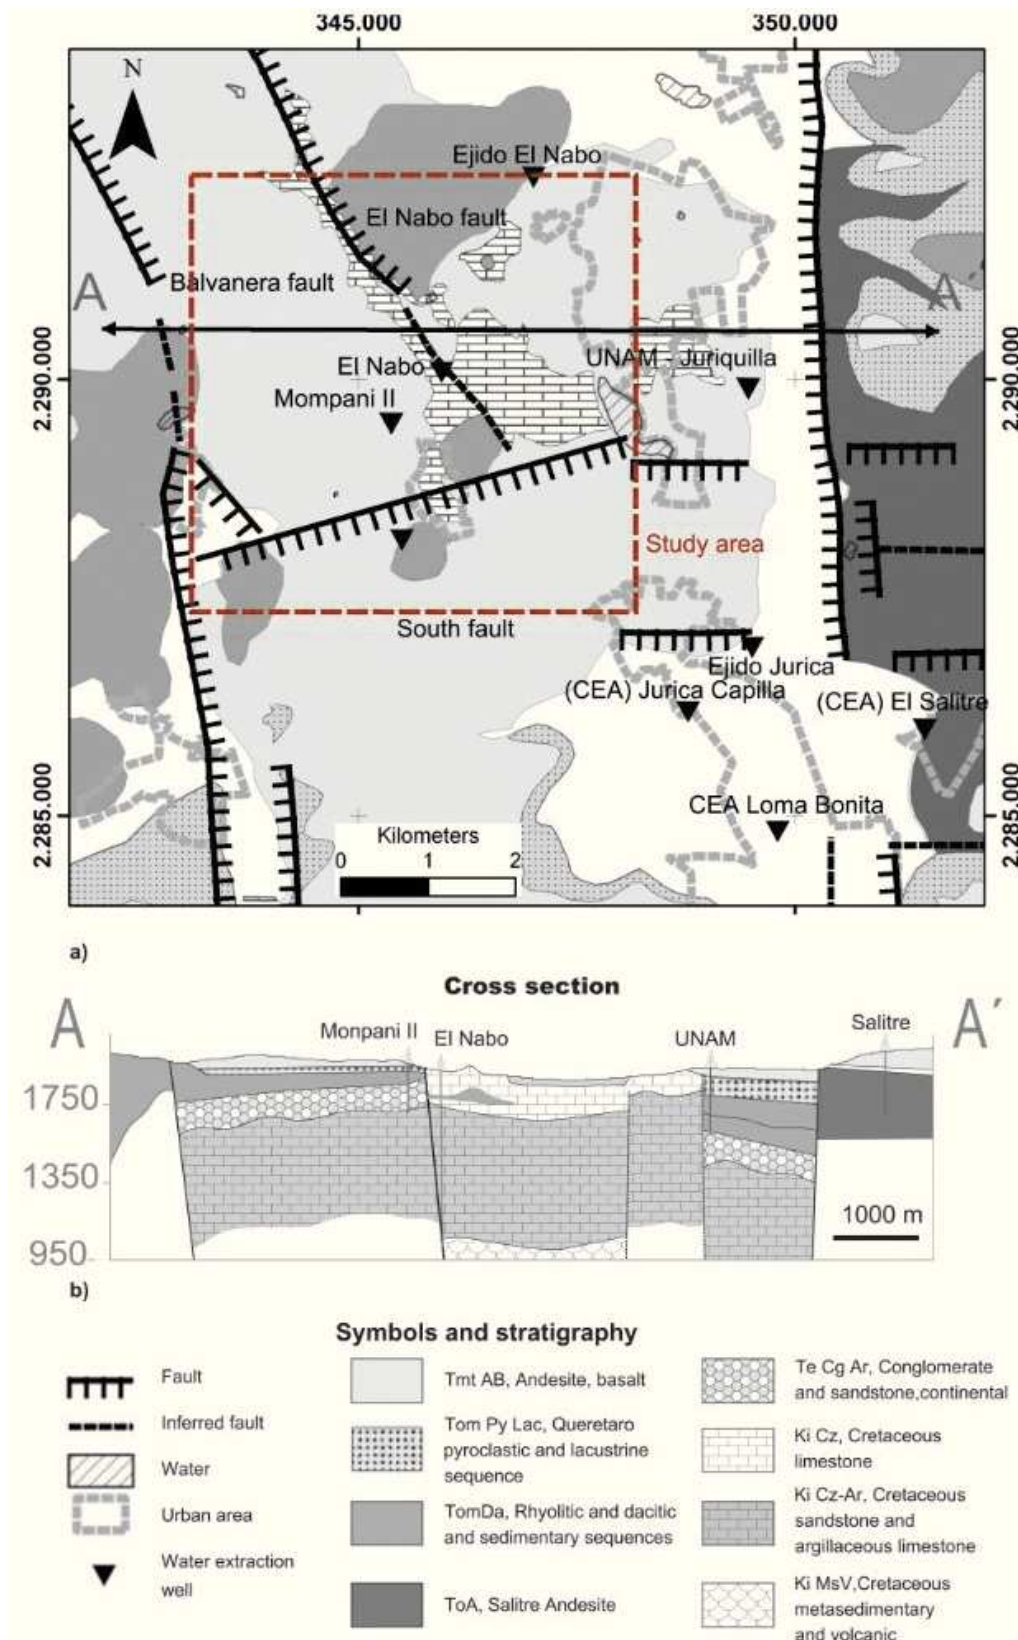 345.000 350.000
N
Ejido El Nabo
El Nabo fault
Balvanera fault
A A
2.290.000 2.290.000
UNAM - Juriquilla
El Nabo
Mompani II
Study area
South fault
Ejido Jurica
(CEA) Jurica Capilla
(CEA) El Salitre
2.285.000 2.285.000
CEA Loma Bonita
Kilometers
0 1 2
a)
Cross section
A A´
Monpani II El Nabo UNAM Salitre
1750
1350
1000 m
950
b)
Symbols and stratigraphy
Fault
Inferred fault
Water
Urban area
Water extraction
well
Tmt AB, Andesite, basalt
Tom Py Lac, Queretaro
pyroclastic and lacustrine
sequence
TomDa, Rhyolitic and dacitic
and sedimentary sequences
ToA, Salitre Andesite
Te Cg Ar, Conglomerate
and sandstone,continental
Ki Cz, Cretaceous
limestone
Ki Cz-Ar, Cretaceous
sandstone and
argillaceous limestone
Ki MsV,Cretaceous
metasedimentary
and volcanic